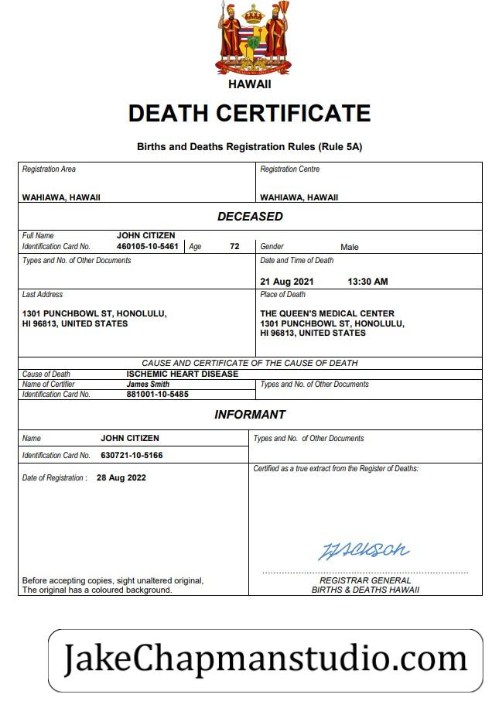 HAWAII
DEATH CERTIFICATE
Births and Deaths Registration Rules (Rule 5A)
Registration Area Registration Centre
WAHIAWA, HAWAII WAHIAWA, HAWAII
DECEASED
Full Name JOHN CITIZEN
Identification Card No. 460105-10-5461 Age 72 Gender Male
Types and No. of Other Documents Date and Time of Death
21 Aug 2021 13:30 AM
Last Address Place of Death
1301 PUNCHBOWL ST, HONOLULU, THE QUEEN'S MEDICAL CENTER
HI 96813, UNITED STATES 1301 PUNCHBOWL ST, HONOLULU,
HI 96813, UNITED STATES
CAUSE AND CERTIFICATE OF THE CAUSE OF DEATH
Cause of Death ISCHEMIC HEART DISEASE
Name of Certifier James Smith Types and No. of Other Documents
Identification Card No. 881001-10-5485
INFORMANT
Name JOHN CITIZEN Types and No. of Other Documents
Identification Card No. 630721-10-5166
Certified as a true extract from the Register of Deaths:
Date of Registration : 28 Aug 2022
Before accepting copies, sight unaltered original, REGISTRAR GENERAL
The original has a coloured background. BIRTHS & DEATHS HAWAII
JakeChapmanstudio.com